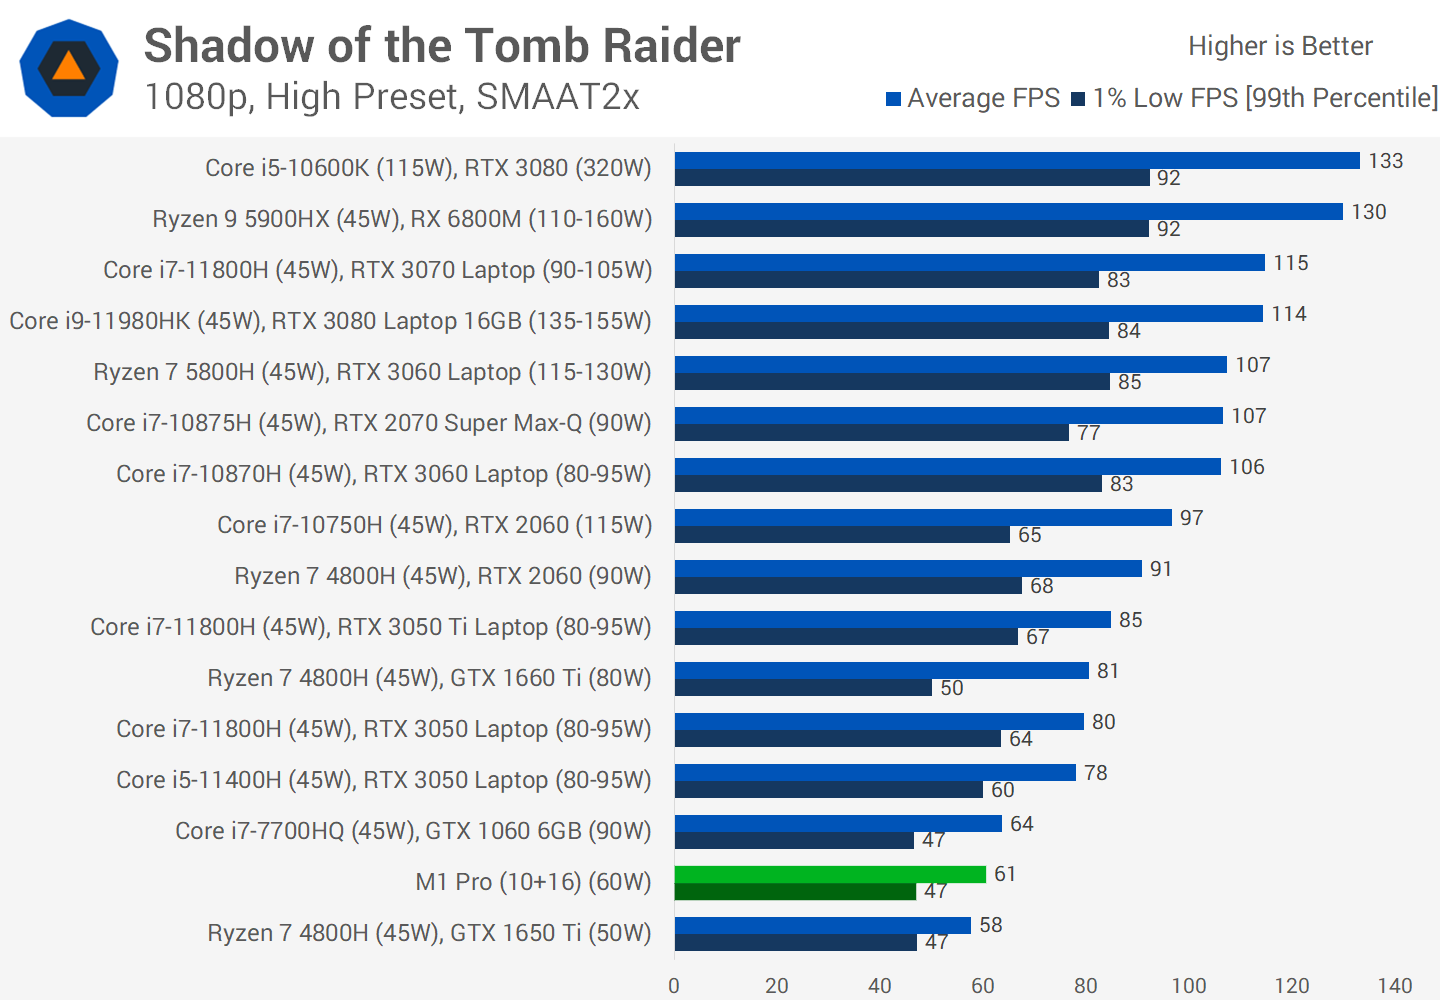 Shadow of the Tomb Raider
1080p, High Preset, SMAAT2x
Higher is Better
Average FPS 1% Low FPS [99th Percentile]
Core i5-10600K (115W), RTX 3080 (320W) 133
92
Ryzen 9 5900HX (45W), RX 6800M (110-160W) 130
92
Core i7-11800H (45W), RTX 3070 Laptop (90-105W) 115
83
Core i9-11980HK (45W), RTX 3080 Laptop 16GB (135-155W) 114
84
Ryzen 7 5800H (45W), RTX 3060 Laptop (115-130W) 107
85
Core i7-10875H (45W), RTX 2070 Super Max-Q (90W) 107
77
Core i7-10870H (45W), RTX 3060 Laptop (80-95W) 106
83
Core i7-10750H (45W), RTX 2060 (115W) 97
65
Ryzen 7 4800H (45W), RTX 2060 (90W) 91
68
Core i7-11800H (45W), RTX 3050 Ti Laptop (80-95W) 85
67
Ryzen 7 4800H (45W), GTX 1660 Ti (80W) 81
50
Core i7-11800H (45W), RTX 3050 Laptop (80-95W) 80
64
Core i5-11400H (45W), RTX 3050 Laptop (80-95W) 78
60
Core i7-7700HQ (45W), GTX 1060 6GB (90W) 64
47
M1 Pro (10+16) (60W) 61
47
Ryzen 7 4800H (45W), GTX 1650 Ti (50W) 58
47
0 20 40 60 80 100 120 140